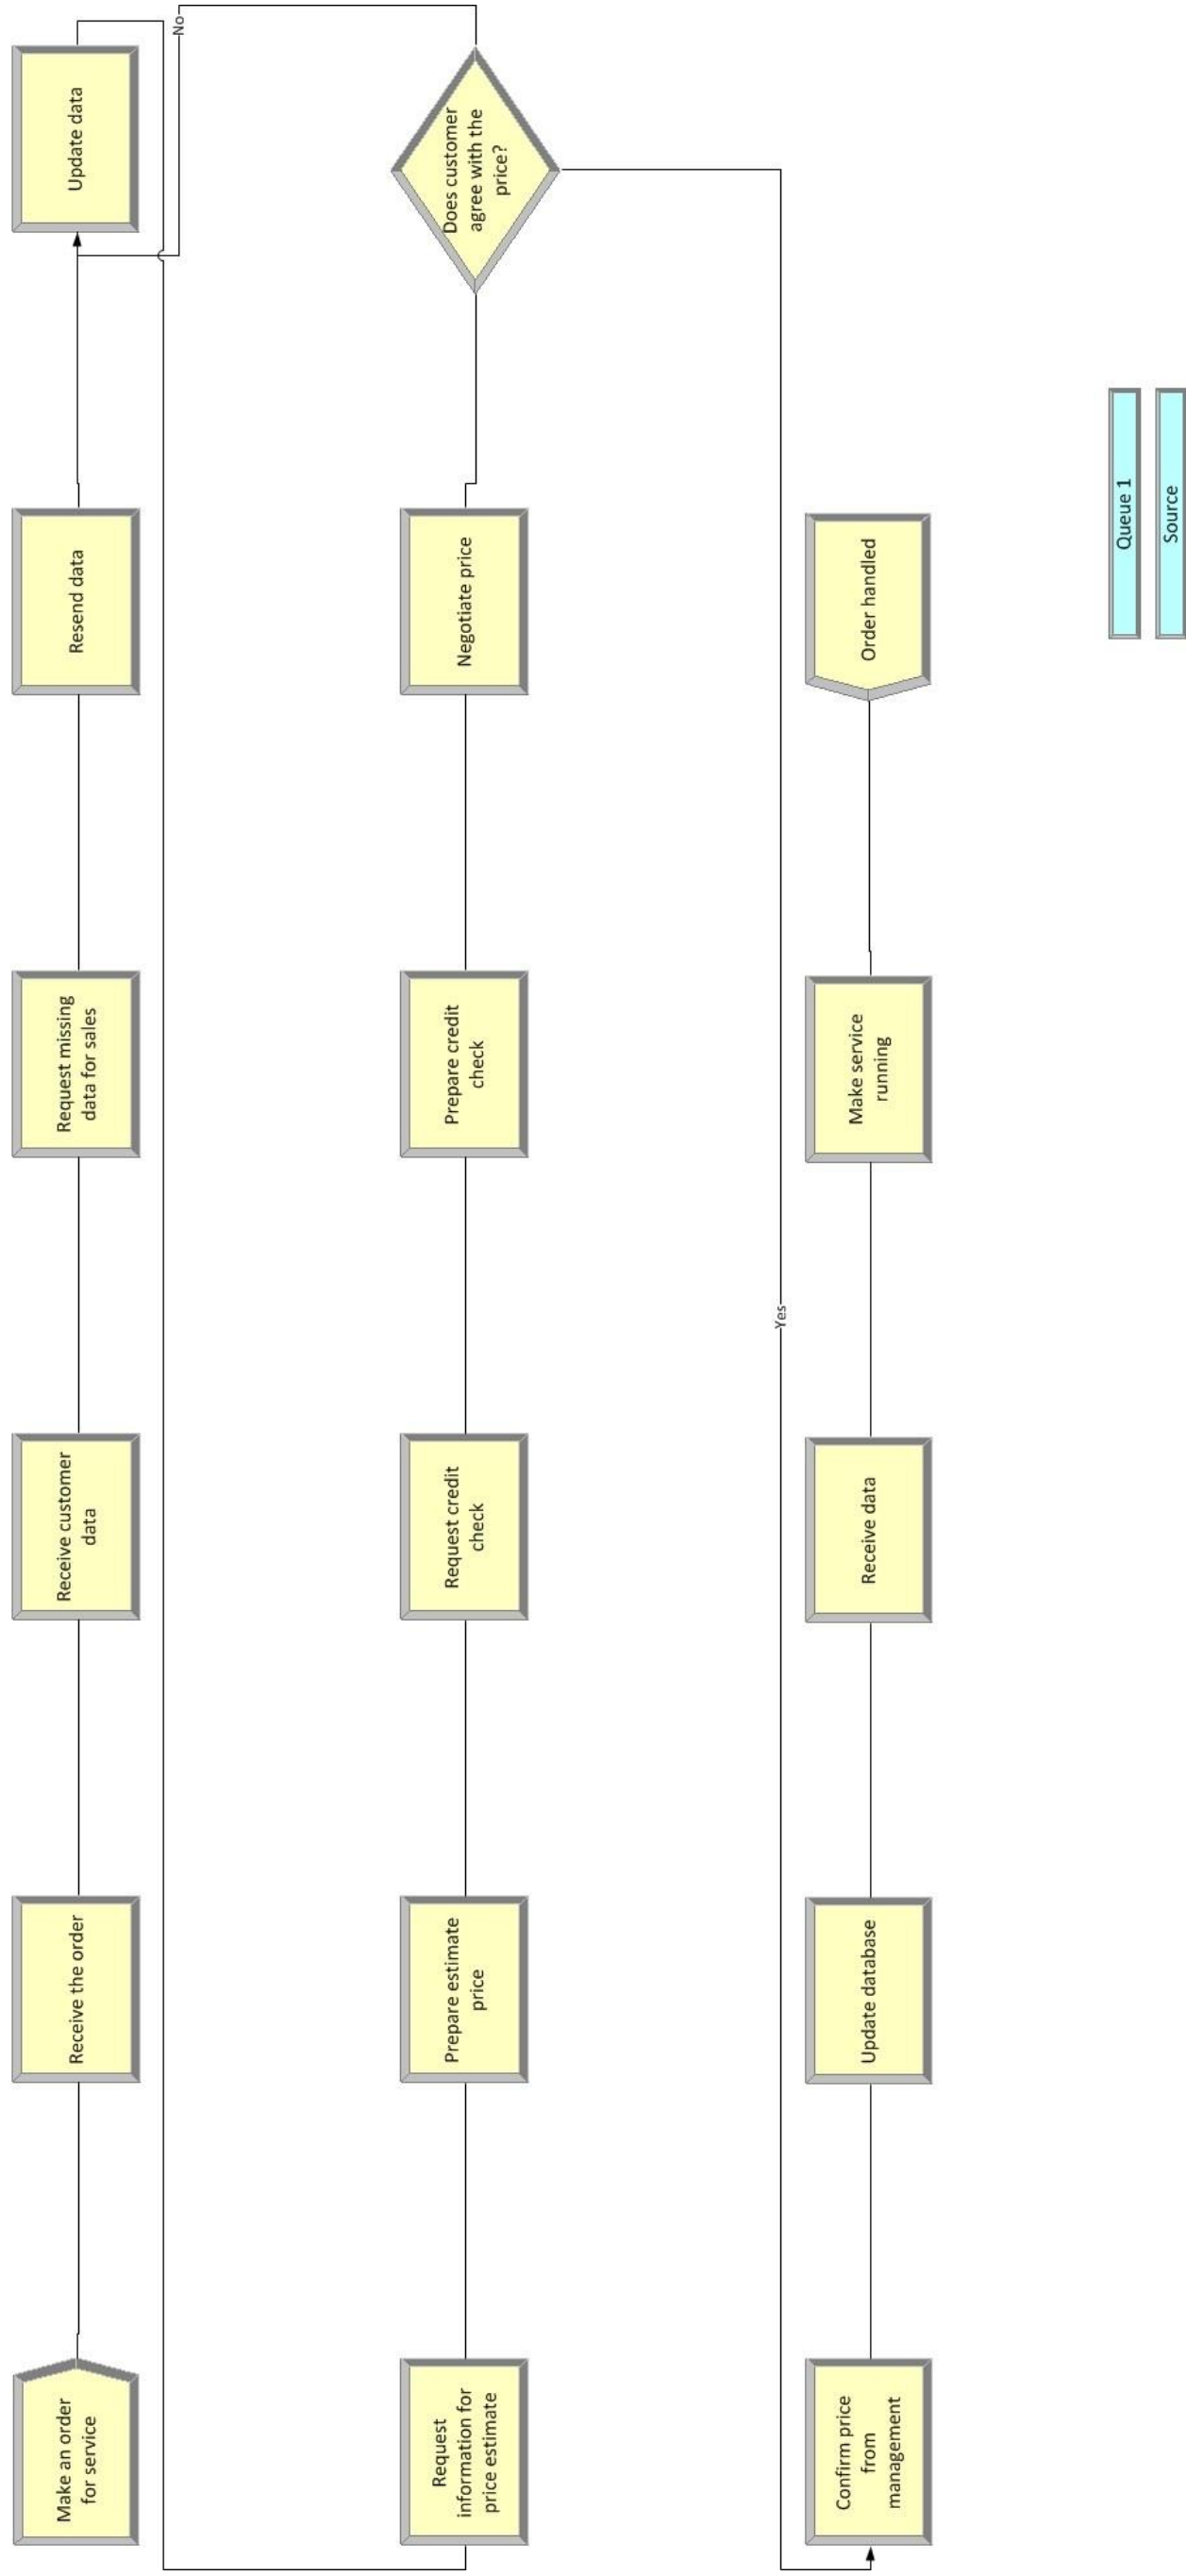 Make an order
for service
Receive the order
Receive customer
data
Request missing
data for sales
Resend data
Update data
No
Request
information for
price estimate
Prepare estimate
price
Request credit
check
Prepare credit
check
Negotiate price
Does customer
agree with the
price?
Yes
Confirm price
from
management
Update database
Receive data
Make service
running
Order handled
Queue 1
Source